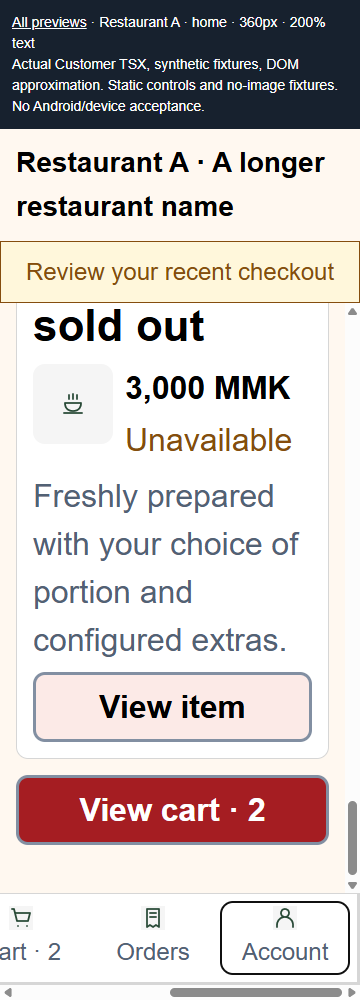 All previews · Restaurant A · home · 360px · 200%
text
Actual Customer TSX, synthetic fixtures, DOM
approximation. Static controls and no-image fixtures.
No Android/device acceptance.
Restaurant A · A longer
restaurant name
Review your recent checkout
sold out
3,000 MMK
Unavailable
Freshly prepared
with your choice of
portion and
configured extras.
View item
View cart · 2
art · 2
Orders
Account